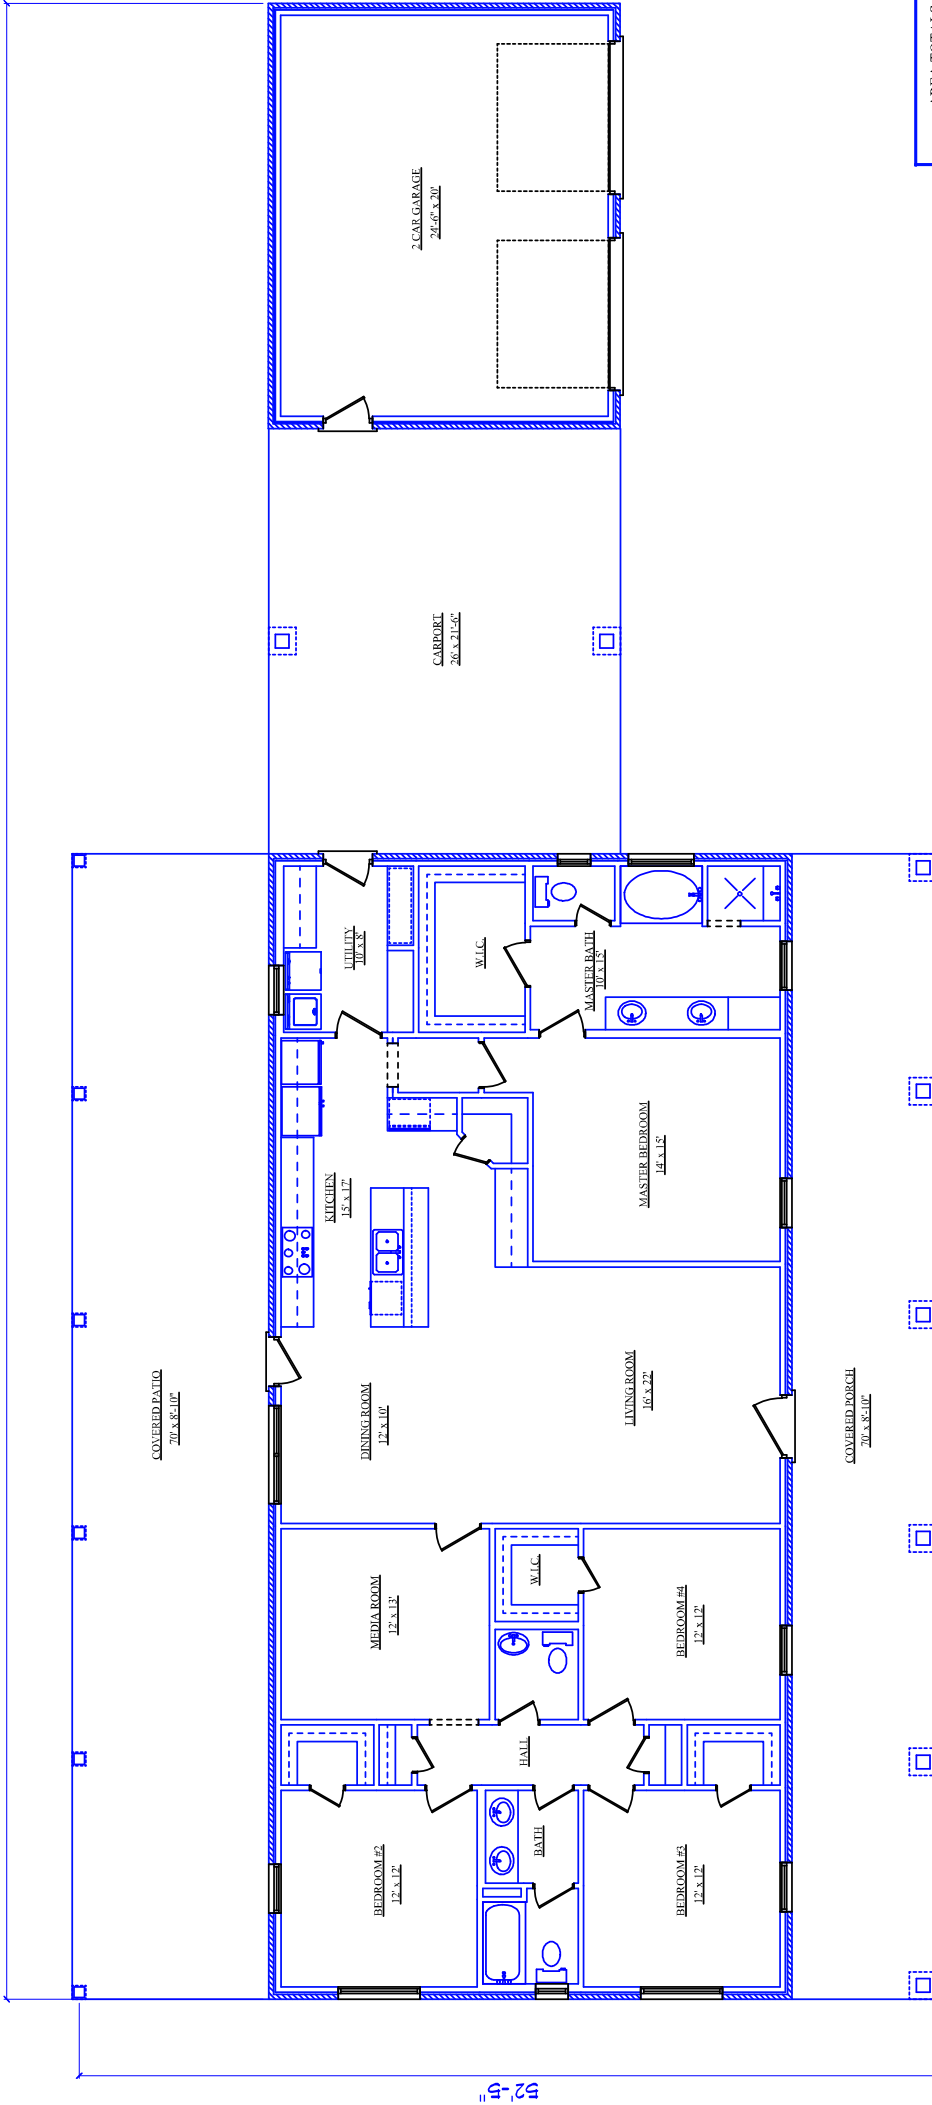 COVERED PATIO
70' x 8'-10"
BEDROOM #2
12' x 12'
MEDIA ROOM
12' x 13'
DINING ROOM
12' x 10'
KITCHEN
15' x 17'
UTILITY
10' x 8'
2 CAR GARAGE
24'-6" x 20'
CARPORT
26' x 21'-6"
W.I.C.
BATH
HALL
W.I.C.
MASTER BATH
10' x 15'
BEDROOM #3
12' x 12'
BEDROOM #4
12' x 12'
LIVING ROOM
16' x 22'
MASTER BEDROOM
14' x 15'
COVERED PORCH
70' x 8'-10"
52'-5"